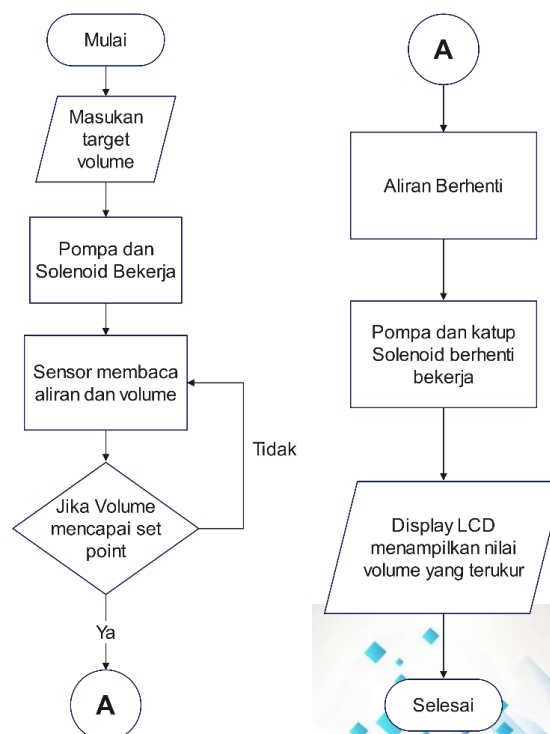 Mulai
Masukan
target
volume
Pompa dan
Solenoid Bekerja
Sensor membaca
aliran dan volume
Tidak
Jika Volume
mencapai set
point
Ya
A
A
Aliran Berhenti
Pompa dan katup
Solenoid berhenti
bekerja
Display LCD
menampilkan nilai
volume yang terukur
Selesai